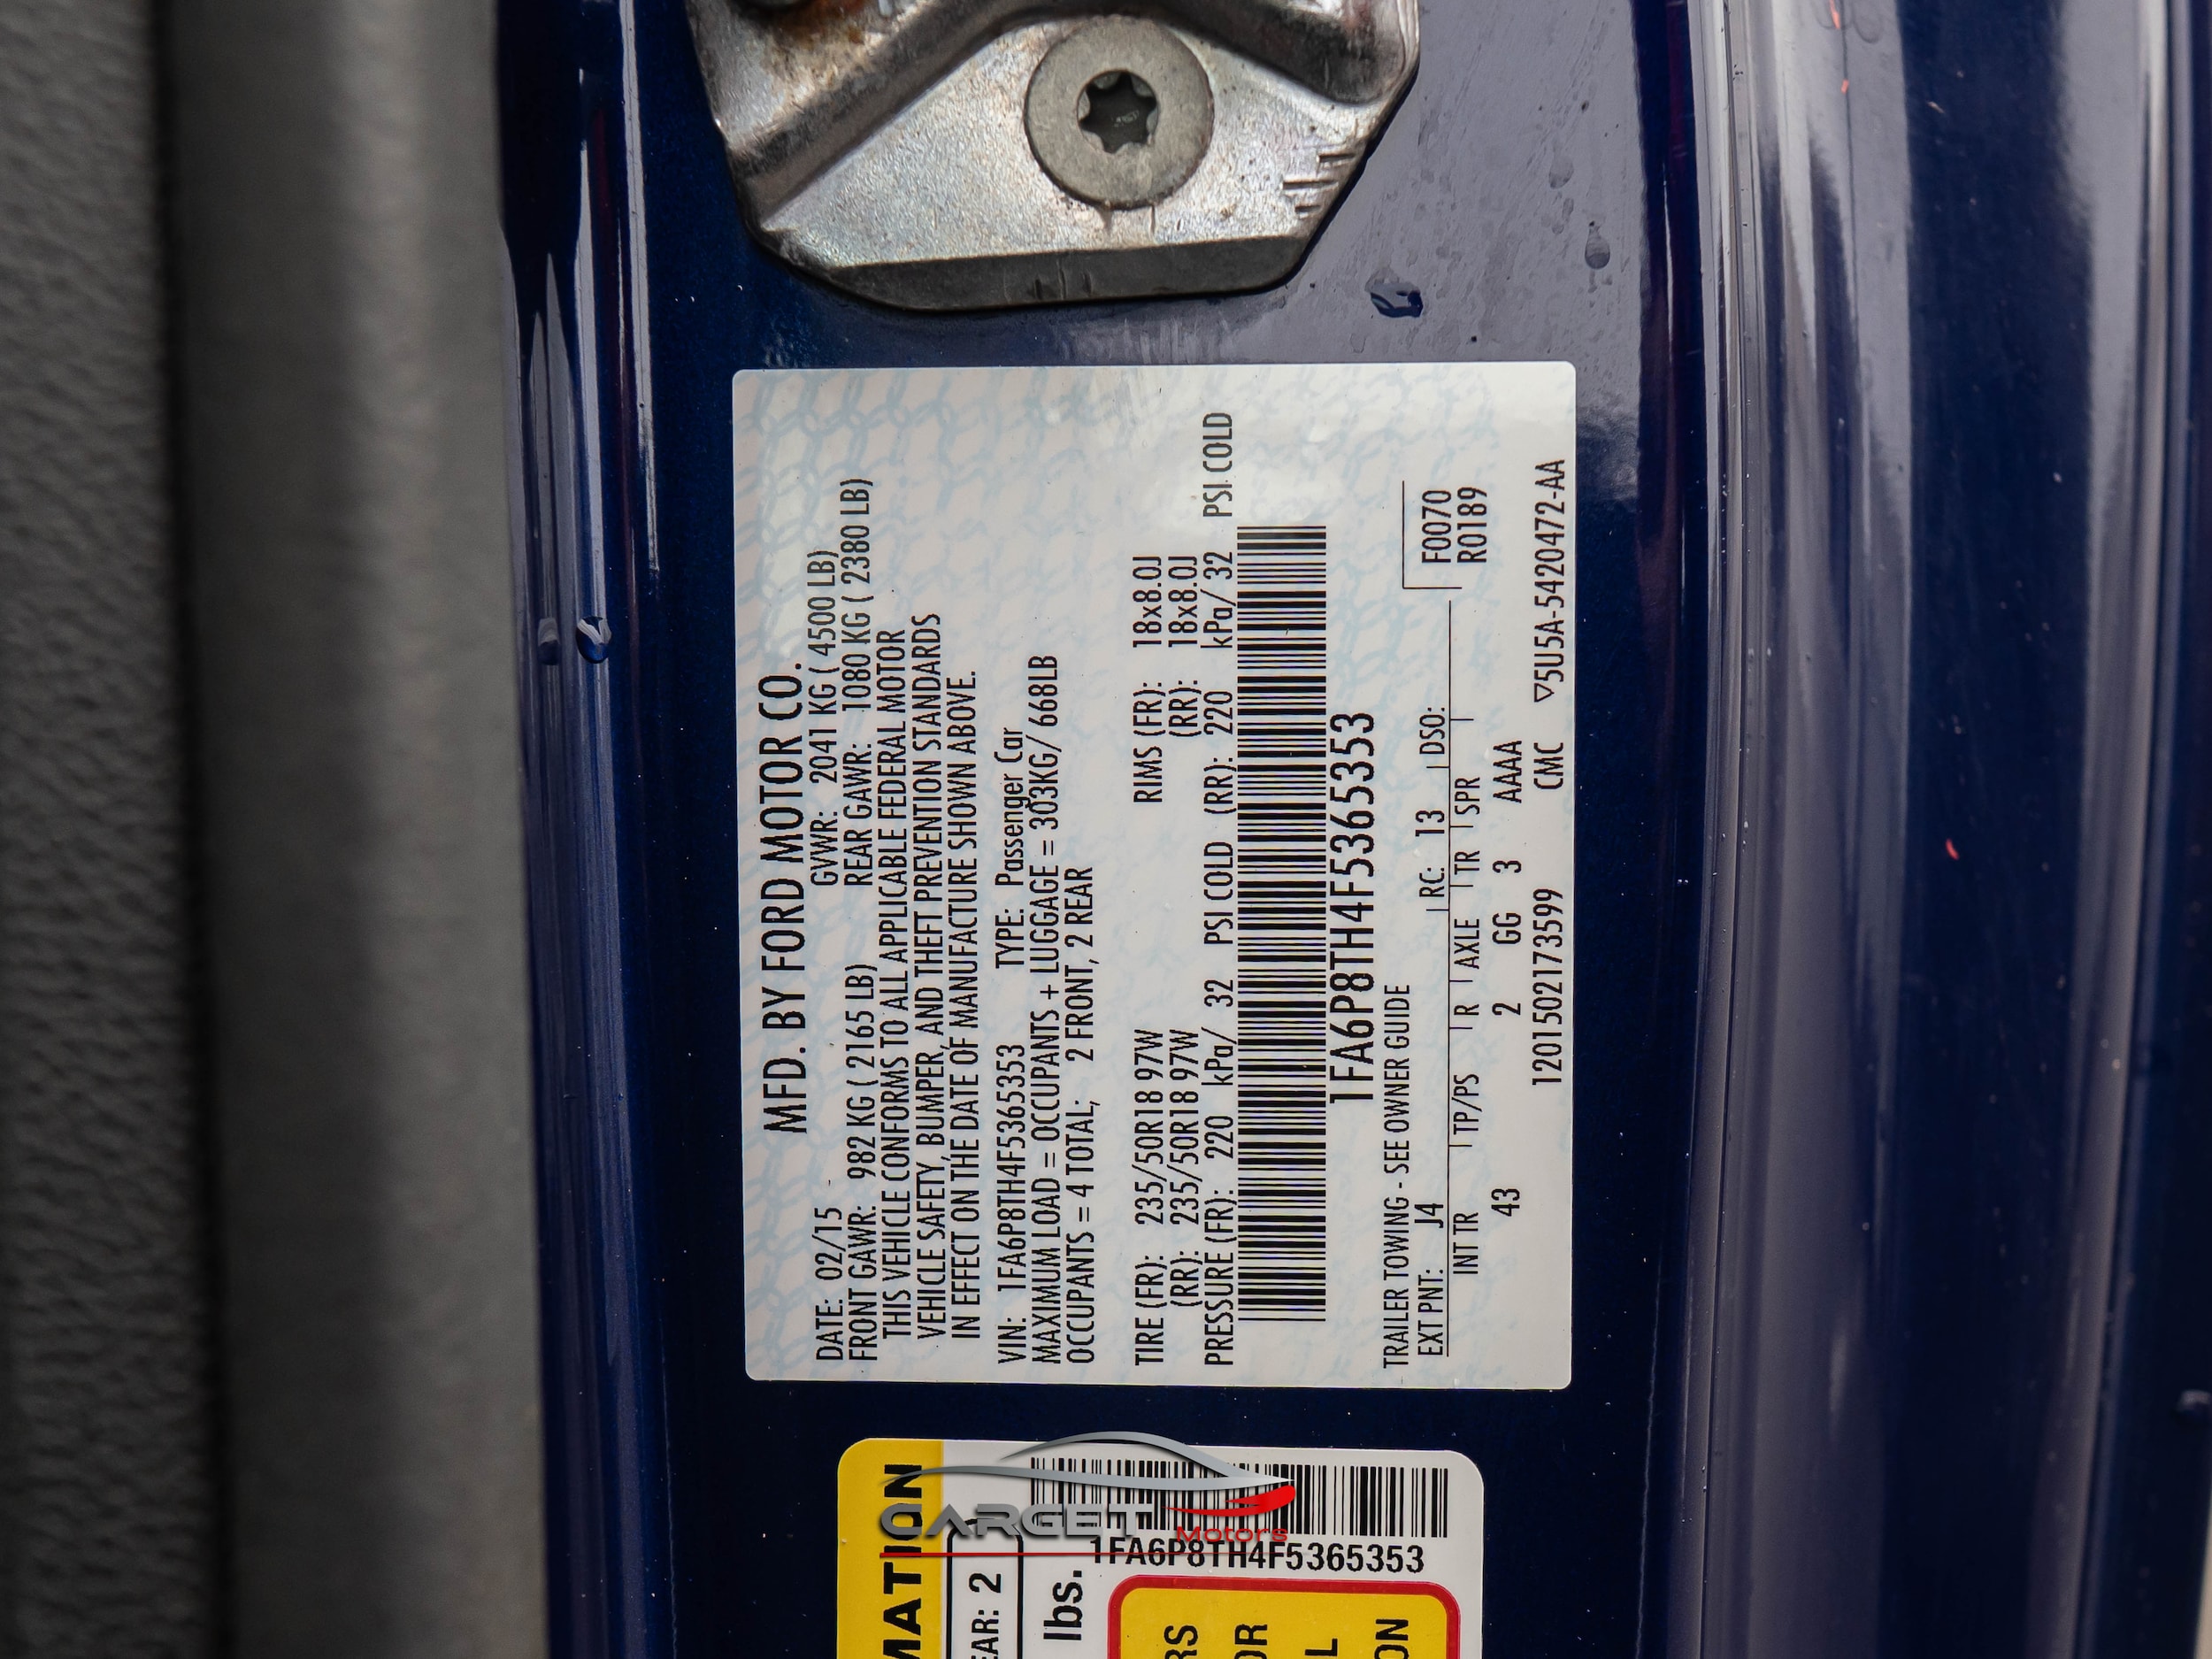 MFD. BY FORD MOTOR CO.
DATE: 02/15 GVWR: 2041 KG ( 4500 LB)
FRONT GAWR: 982 KG ( 2165 LB) REAR GAWR: 1080 KG ( 2380 LB)
THIS VEHICLE CONFORMS TO ALL APPLICABLE FEDERAL MOTOR
VEHICLE SAFETY, BUMPER, AND THEFT PREVENTION STANDARDS
IN EFFECT ON THE DATE OF MANUFACTURE SHOWN ABOVE.
VIN: 1FA6P8TH4F5365353 TYPE: Passenger Car
MAXIMUM LOAD = OCCUPANTS + LUGGAGE = 303KG/ 668LB
OCCUPANTS = 4 TOTAL; 2 FRONT, 2 REAR
TIRE (FR): 235/50R18 97W RIMS (FR): 18x8.0J
(RR): 235/50R18 97W (RR): 18x8.0J
PRESSURE (FR): 220 kPa/ 32 PSI COLD (RR): 220 kPa/ 32 PSI COLD
1FA6P8TH4F5365353
TRAILER TOWING - SEE OWNER GUIDE
EXT PNT: J4 RC: 13 DSO: F0070
INT TR TP/PS R AXLE TR SPR R0189
43 2 GG 3 AAAA
1201502173599 CMC ▽5U5A-5420472-AA
MATION
EAR: 2
lbs.
1FA6P8TH4F5365353
RS
OR
L
ON
CARGET
Motors